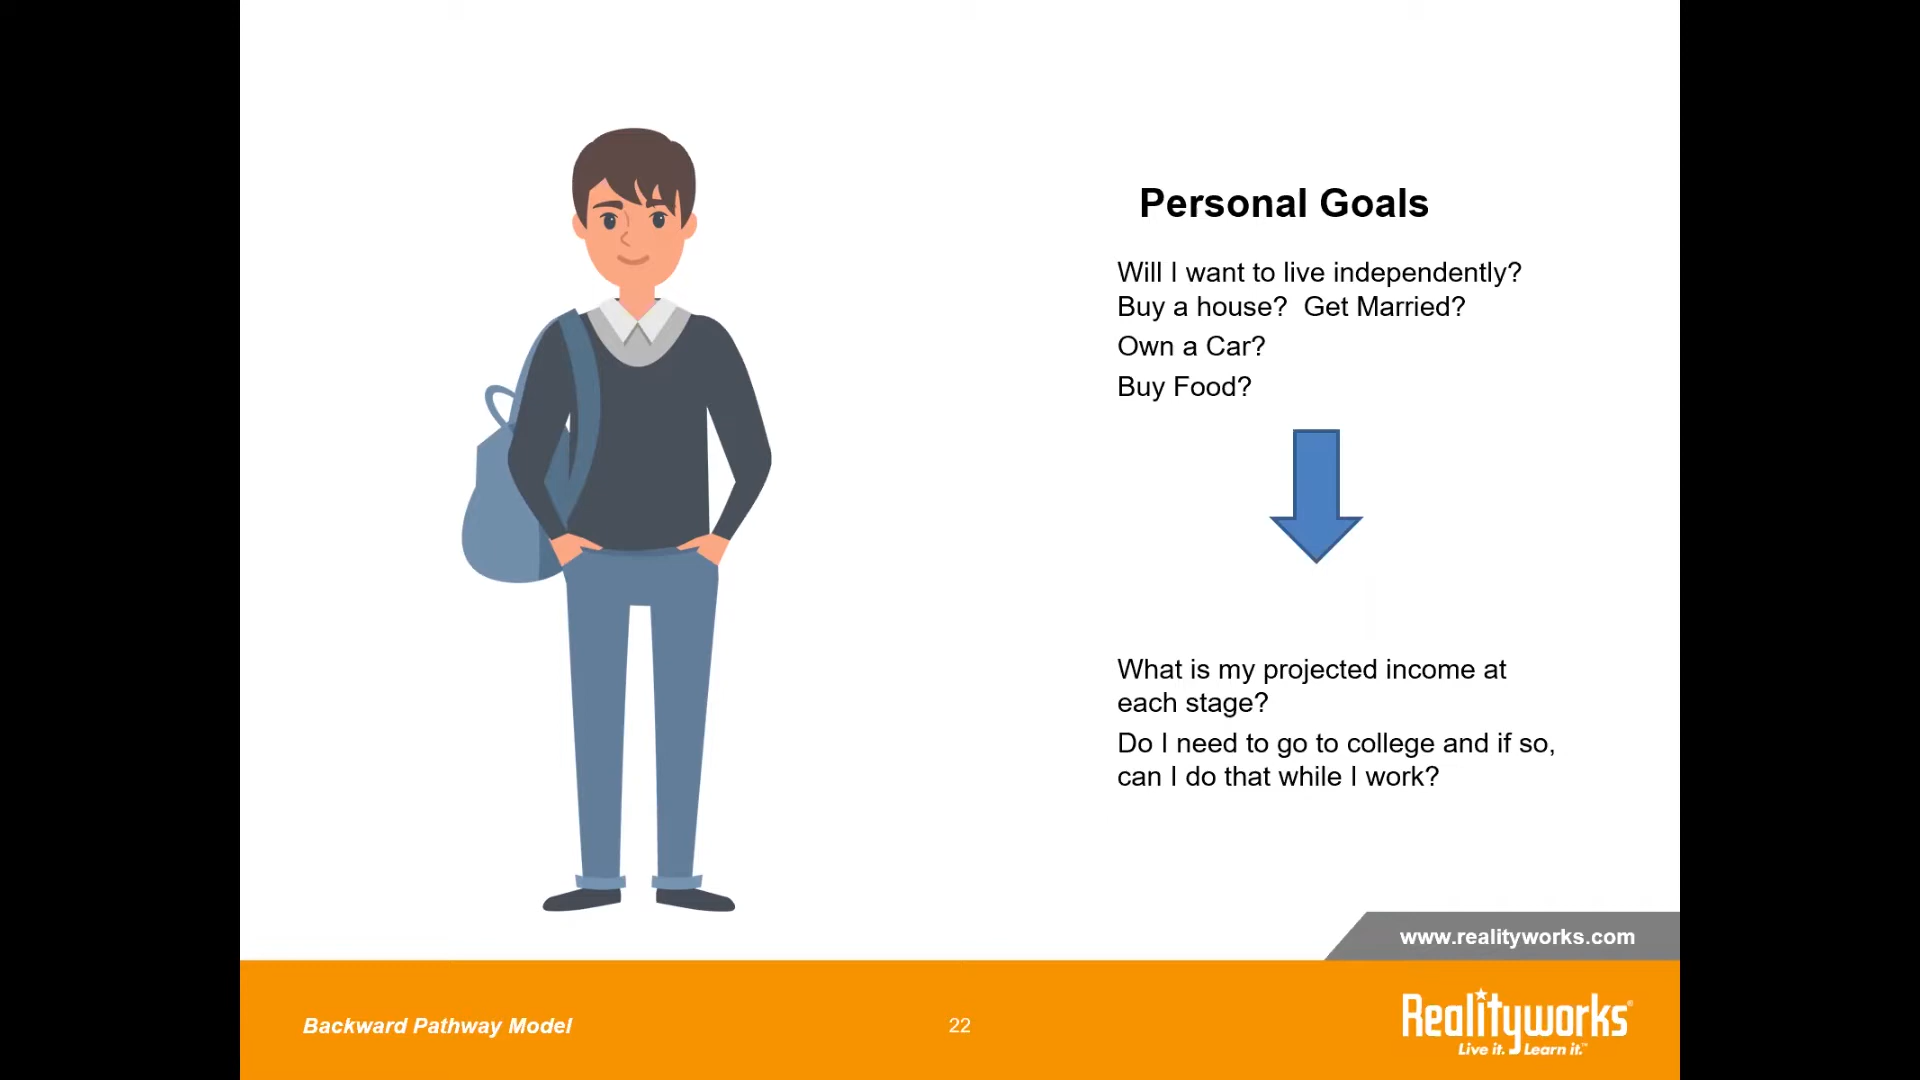 Personal Goals
Will I want to live independently?
Buy a house?  Get Married?
Own a Car?
Buy Food?
What is my projected income at
each stage?
Do I need to go to college and if so,
can I do that while I work?
www.realityworks.com
Backward Pathway Model
22
Realityworks®
Live it. Learn it.™